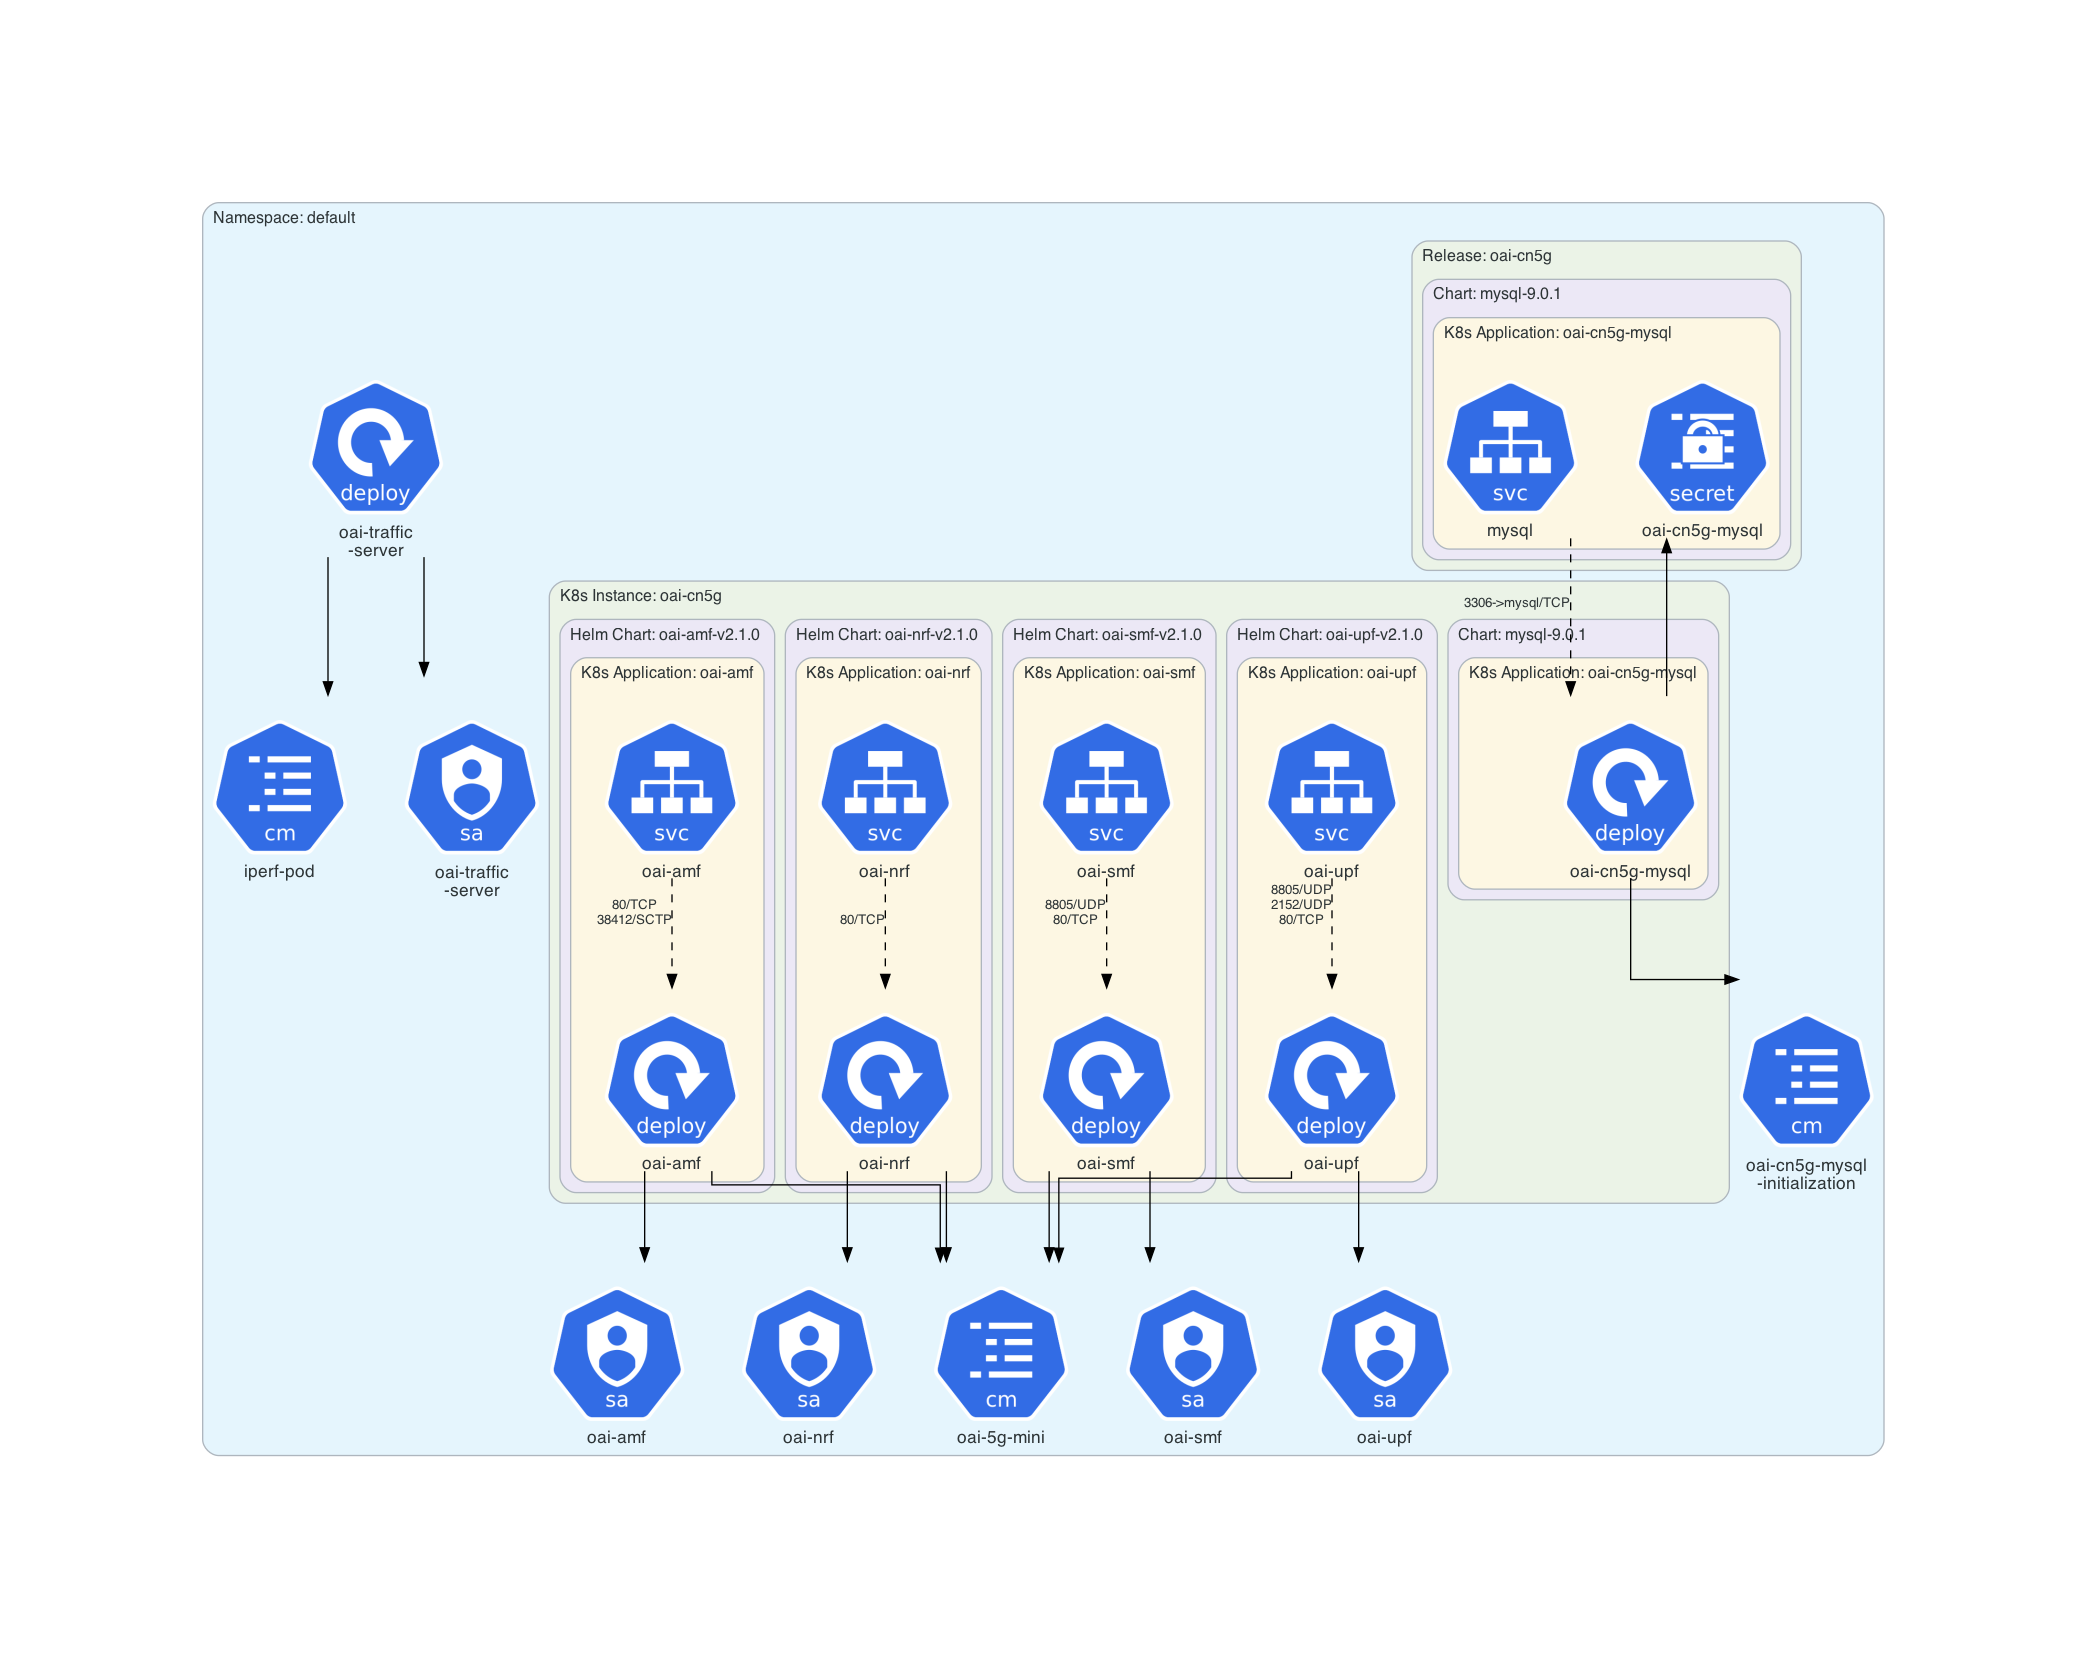 Namespace: default
Release: oai-cn5g
Chart: mysql-9.0.1
K8s Application: oai-cn5g-mysql
svc
mysql
secret
oai-cn5g-mysql
deploy
oai-traffic
-server
3306->mysql/TCP
cm
iperf-pod
sa
oai-traffic
-server
K8s Instance: oai-cn5g
Helm Chart: oai-amf-v2.1.0
K8s Application: oai-amf
svc
oai-amf
80/TCP
38412/SCTP
deploy
oai-amf
Helm Chart: oai-nrf-v2.1.0
K8s Application: oai-nrf
svc
oai-nrf
80/TCP
deploy
oai-nrf
Helm Chart: oai-smf-v2.1.0
K8s Application: oai-smf
svc
oai-smf
8805/UDP
80/TCP
deploy
oai-smf
Helm Chart: oai-upf-v2.1.0
K8s Application: oai-upf
svc
oai-upf
8805/UDP
2152/UDP
80/TCP
deploy
oai-upf
Chart: mysql-9.0.1
K8s Application: oai-cn5g-mysql
deploy
oai-cn5g-mysql
cm
oai-cn5g-mysql
-initialization
sa
oai-amf
sa
oai-nrf
cm
oai-5g-mini
sa
oai-smf
sa
oai-upf